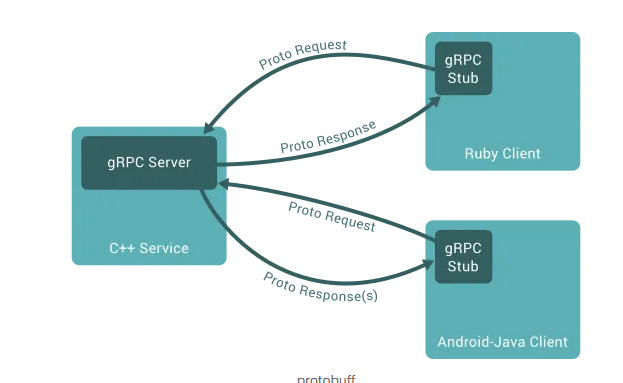 Proto Request
gRPC
Stub
Ruby Client
Proto Response
gRPC Server
C++ Service
Proto Request
gRPC
Stub
Proto Response(s)
Android-Java Client
protobuff